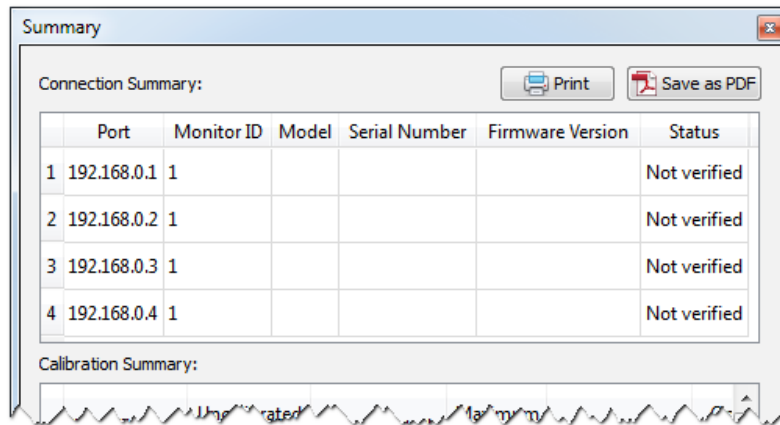 Summary
Connection Summary: Print Save as PDF
Port Monitor ID Model Serial Number Firmware Version Status
1 192.168.0.1 1 Not verified
2 192.168.0.2 1 Not verified
3 192.168.0.3 1 Not verified
4 192.168.0.4 1 Not verified
Calibration Summary: